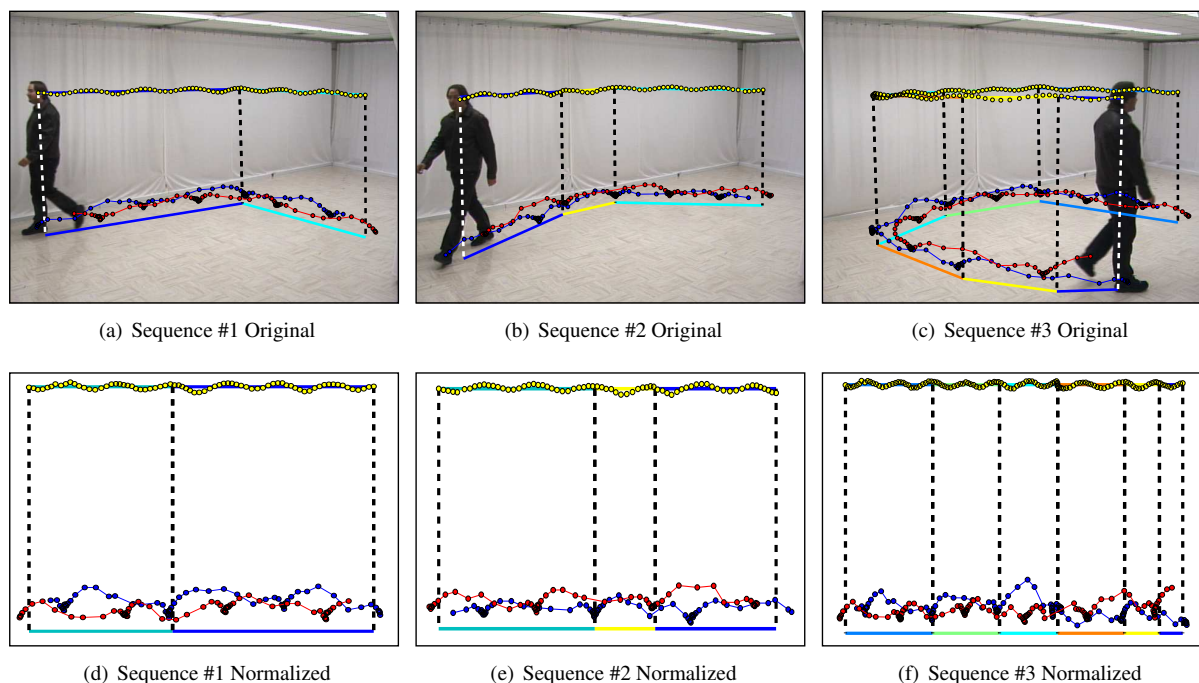 (a) Sequence #1 Original
(b) Sequence #2 Original
(c) Sequence #3 Original
(d) Sequence #1 Normalized
(e) Sequence #2 Normalized
(f) Sequence #3 Normalized